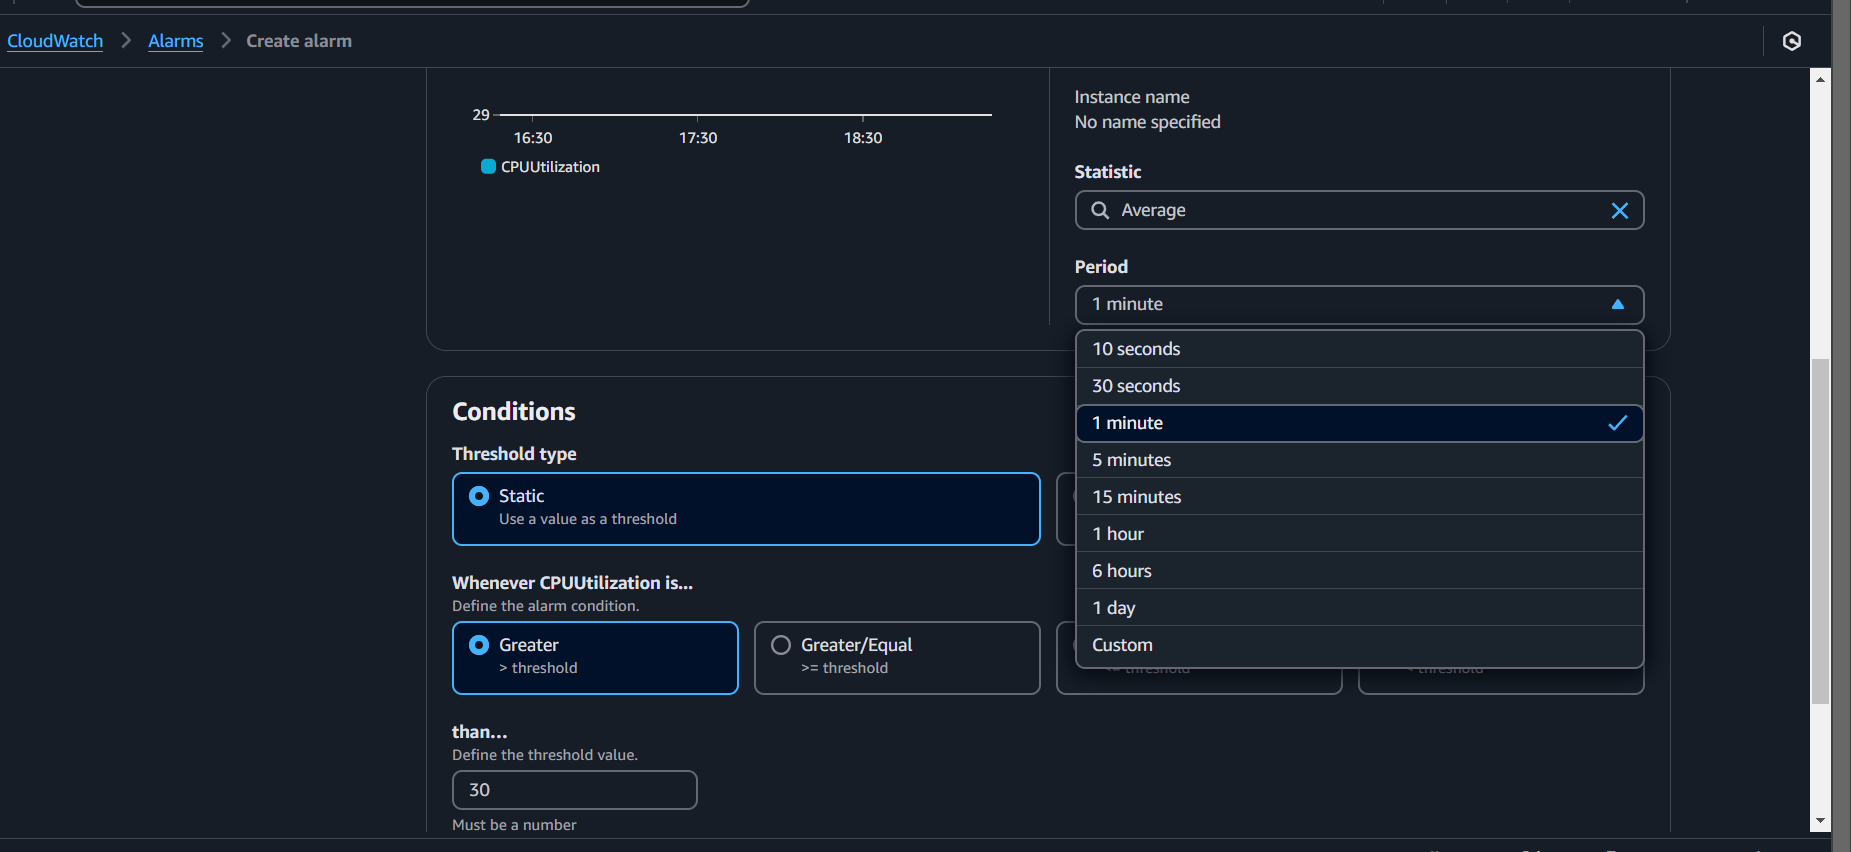 CloudWatch > Alarms > Create alarm
29
16:30 17:30 18:30
CPUUtilization
Instance name
No name specified
Statistic
Average
Period
1 minute
10 seconds
30 seconds
1 minute
5 minutes
15 minutes
1 hour
6 hours
1 day
Custom
Conditions
Threshold type
Static
Use a value as a threshold
Whenever CPUUtilization is...
Define the alarm condition.
Greater
> threshold
Greater/Equal
>= threshold
<= threshold
< threshold
than...
Define the threshold value.
30
Must be a number